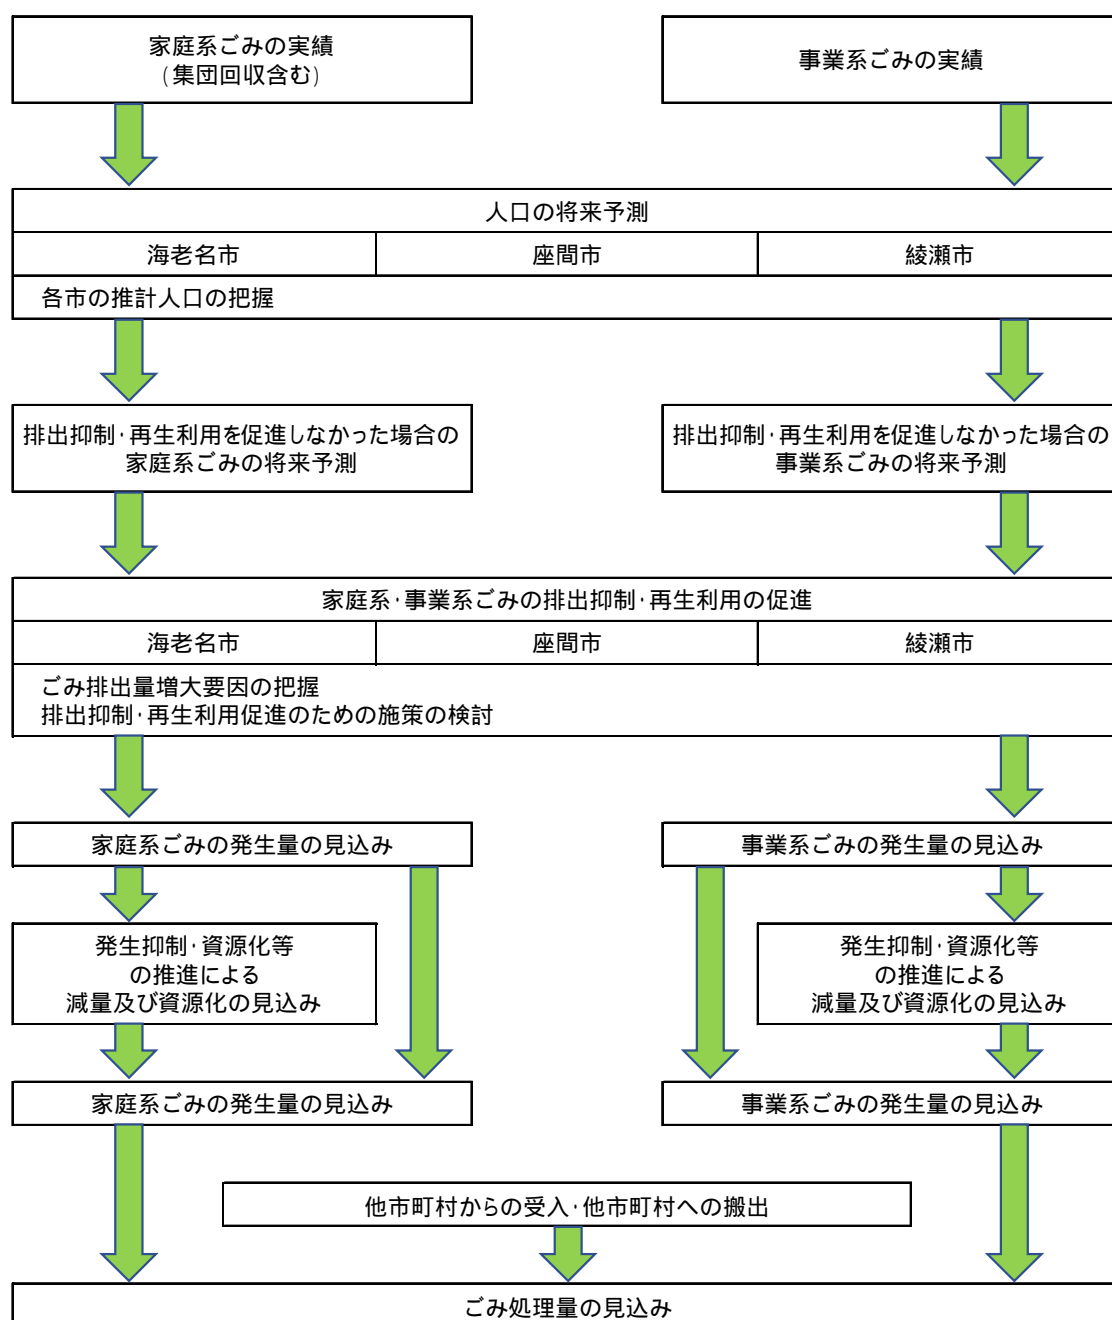 家庭系ごみの実績
(集団回収含む)
事業系ごみの実績
人口の将来予測
海老名市
座間市
綾瀬市
各市の推計人口の把握
排出抑制･再生利用を促進しなかった場合の
家庭系ごみの将来予測
排出抑制･再生利用を促進しなかった場合の
事業系ごみの将来予測
家庭系･事業系ごみの排出抑制･再生利用の促進
海老名市
座間市
綾瀬市
ごみ排出量増大要因の把握
排出抑制･再生利用促進のための施策の検討
家庭系ごみの発生量の見込み
事業系ごみの発生量の見込み
発生抑制･資源化等
の推進による
減量及び資源化の見込み
発生抑制･資源化等
の推進による
減量及び資源化の見込み
家庭系ごみの発生量の見込み
事業系ごみの発生量の見込み
他市町村からの受入･他市町村への搬出
ごみ処理量の見込み